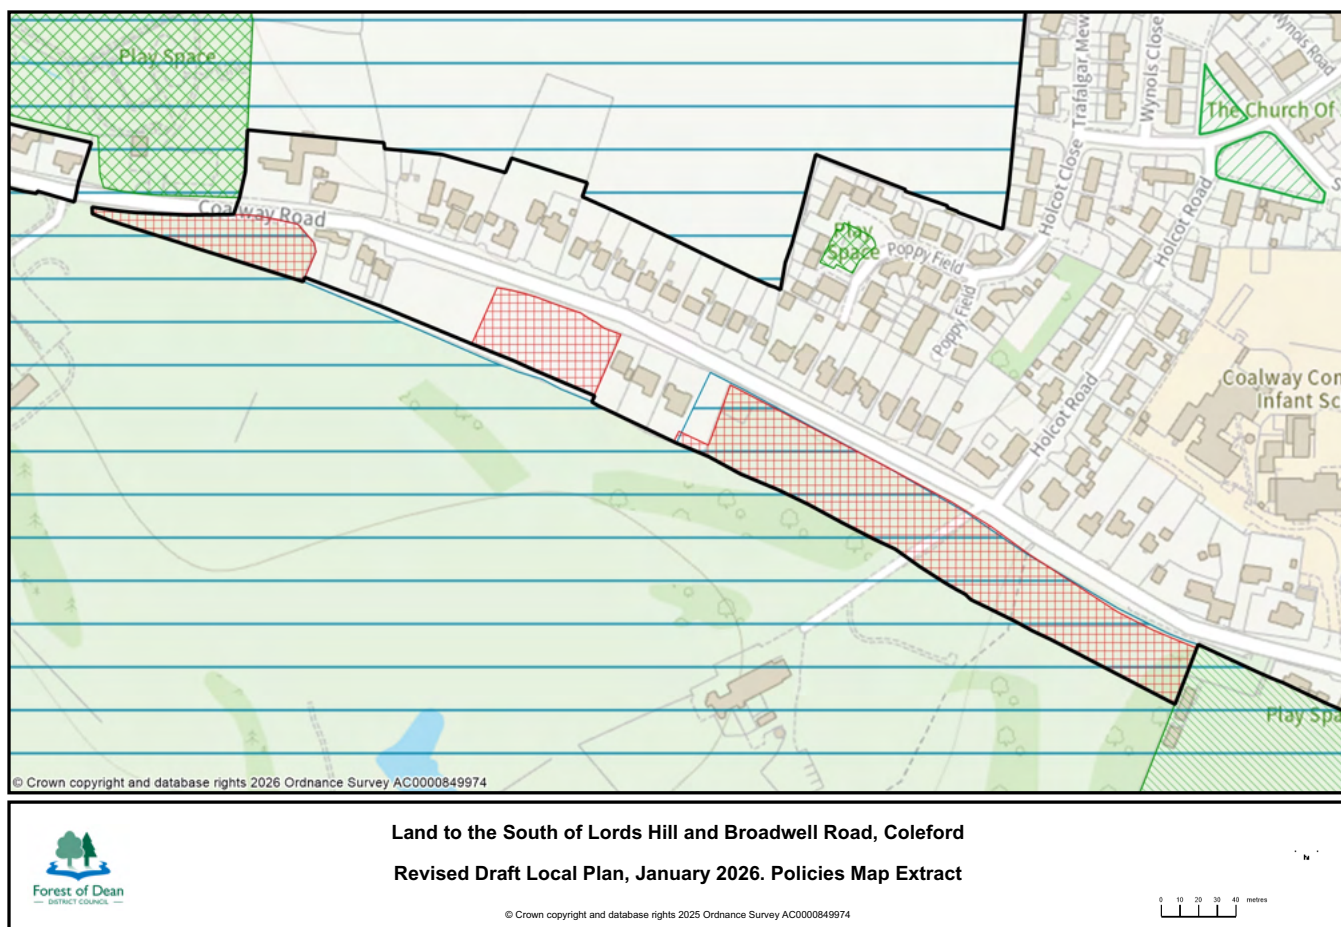 Play Space
Coalway Road
Trafalgar Mew
Wynols Close
Wynols Road
The Church Of
Holcot Close
Holcot Road
Play
Space
Poppy Field
Poppy Field
Holcot Road
Coalway Con
Infant Sc
Play Spa
© Crown copyright and database rights 2026 Ordnance Survey AC0000849974
Forest of Dean
DISTRICT COUNCIL
Land to the South of Lords Hill and Broadwell Road, Coleford
Revised Draft Local Plan, January 2026. Policies Map Extract
© Crown copyright and database rights 2025 Ordnance Survey AC0000849974
N
0 10 20 30 40 metres